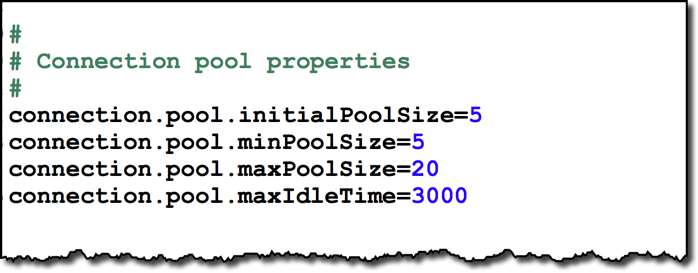 #
# Connection pool properties
#
connection.pool.initialPoolSize=5
connection.pool.minPoolSize=5
connection.pool.maxPoolSize=20
connection.pool.maxIdleTime=3000